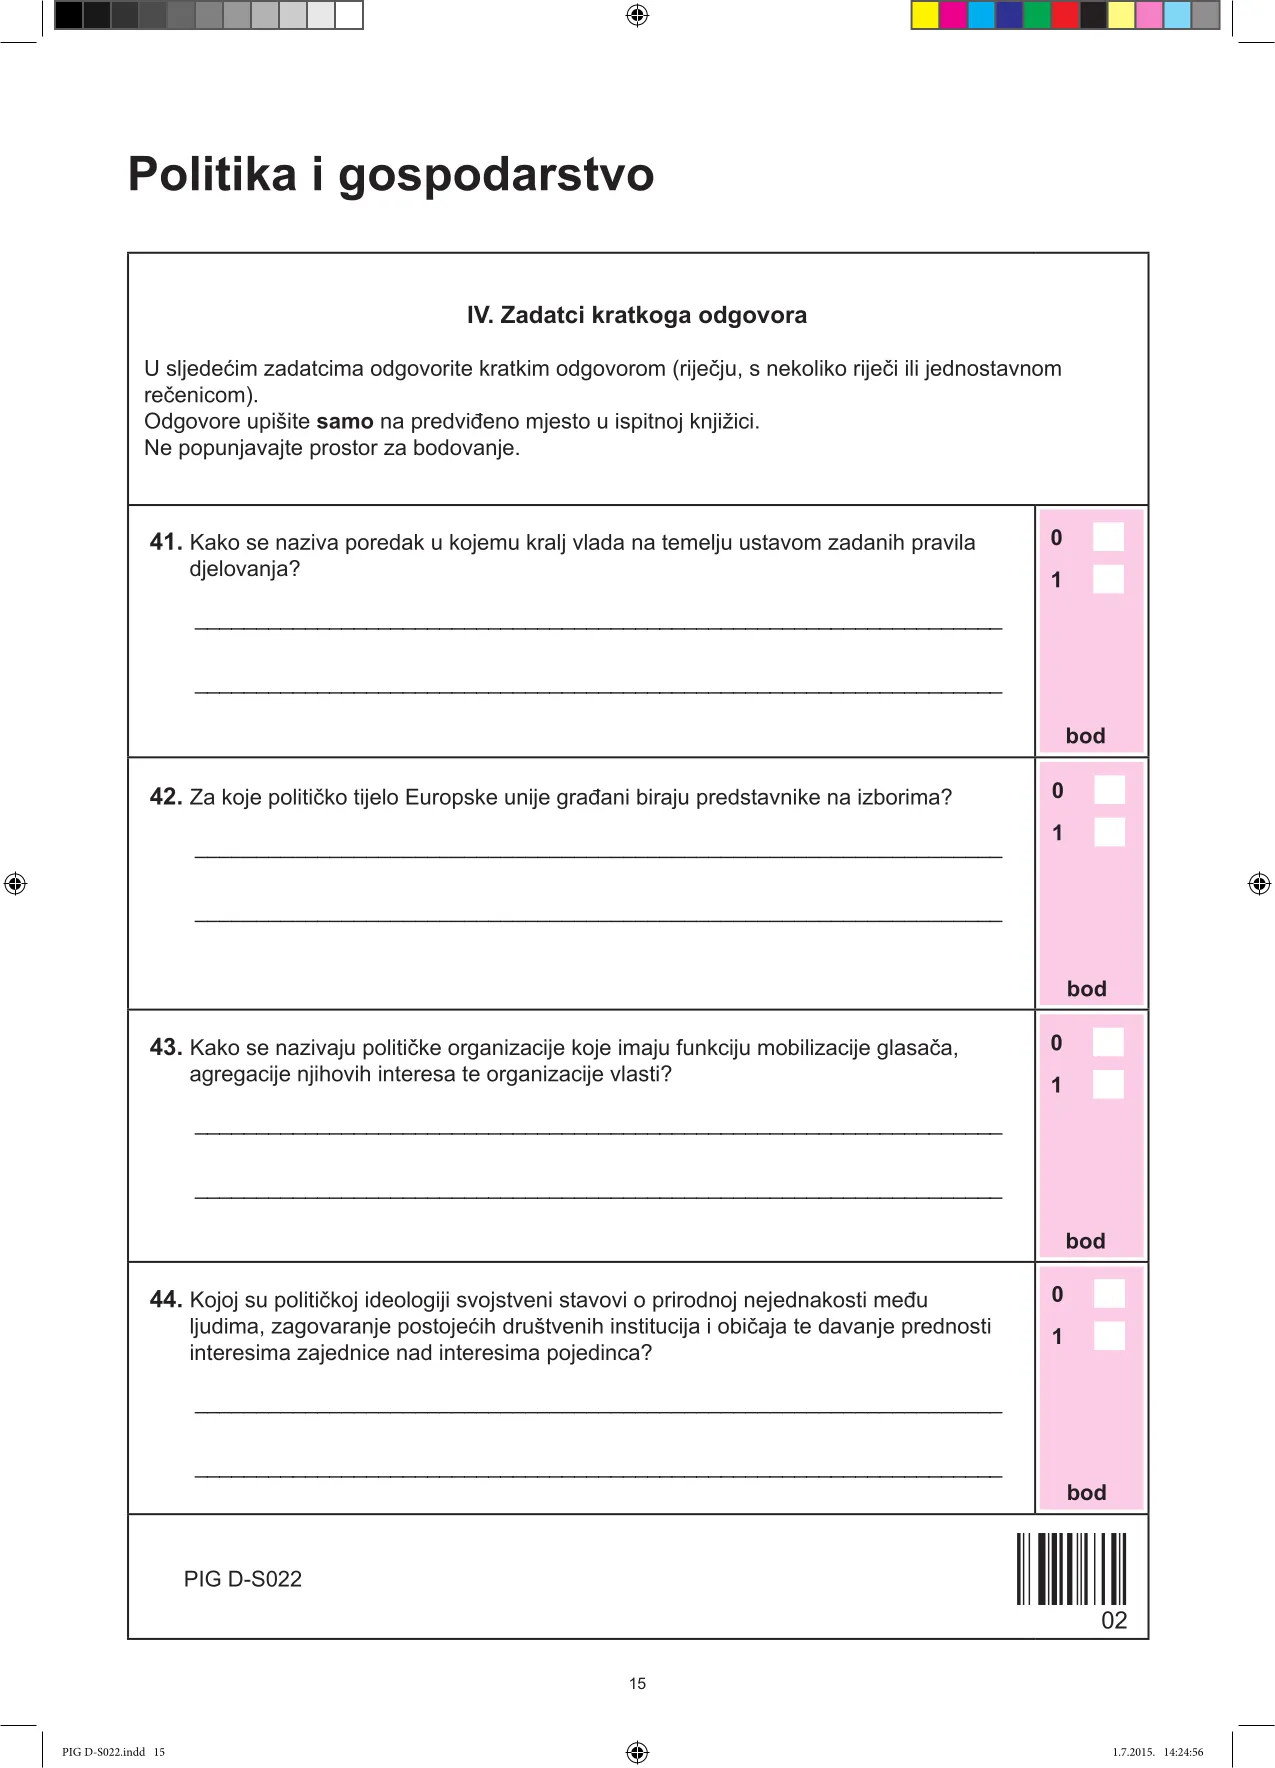 Politika i gospodarstvo
IV. Zadatci kratkoga odgovora
U sljedećim zadatcima odgovorite kratkim odgovorom (riječju, s nekoliko riječi ili jednostavnom
rečenicom).
Odgovore upišite samo na predviđeno mjesto u ispitnoj knjižici.
Ne popunjavajte prostor za bodovanje.
41. Kako se naziva poredak u kojemu kralj vlada na temelju ustavom zadanih pravila
djelovanja?
0
1
bod
42. Za koje političko tijelo Europske unije građani biraju predstavnike na izborima?
0
1
bod
43. Kako se nazivaju političke organizacije koje imaju funkciju mobilizacije glasača,
agregacije njihovih interesa te organizacije vlasti?
0
1
bod
44. Kojoj su političkoj ideologiji svojstveni stavovi o prirodnoj nejednakosti među
ljudima, zagovaranje postojećih društvenih institucija i običaja te davanje prednosti
interesima zajednice nad interesima pojedinca?
0
1
bod
PIG D-S022
02
15
PIG D-S022.indd 15
1.7.2015. 14:24:56